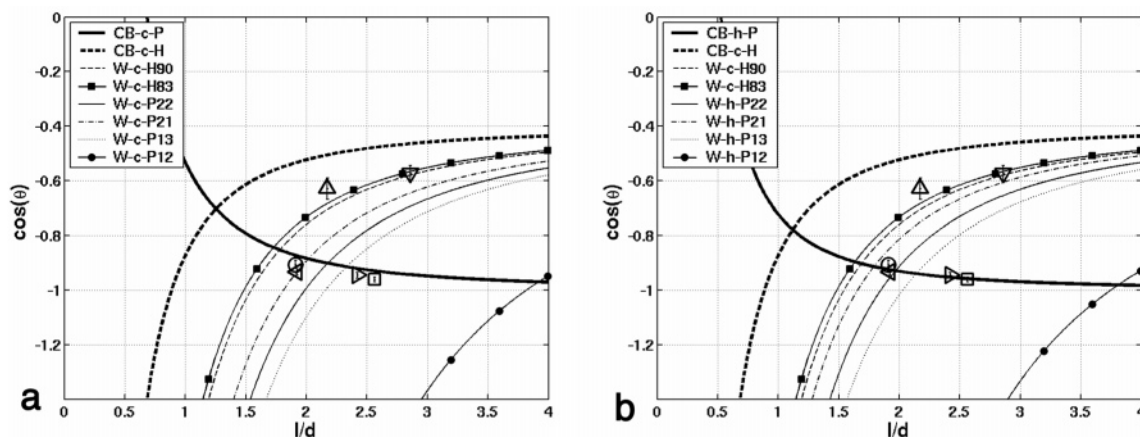 0
-0.2
-0.4
-0.6
-0.8
-1
-1.2
cos(θ)
CB-c-P
CB-c-H
W-c-H90
W-c-H83
W-c-P22
W-c-P21
W-c-P13
W-c-P12
0 0.5 1 1.5 2 2.5 3 3.5 4
l/d
a
0
-0.2
-0.4
-0.6
-0.8
-1
-1.2
cos(θ)
CB-h-P
CB-c-H
W-c-H90
W-c-H83
W-h-P22
W-h-P21
W-h-P13
W-h-P12
0 0.5 1 1.5 2 2.5 3 3.5 4
l/d
b